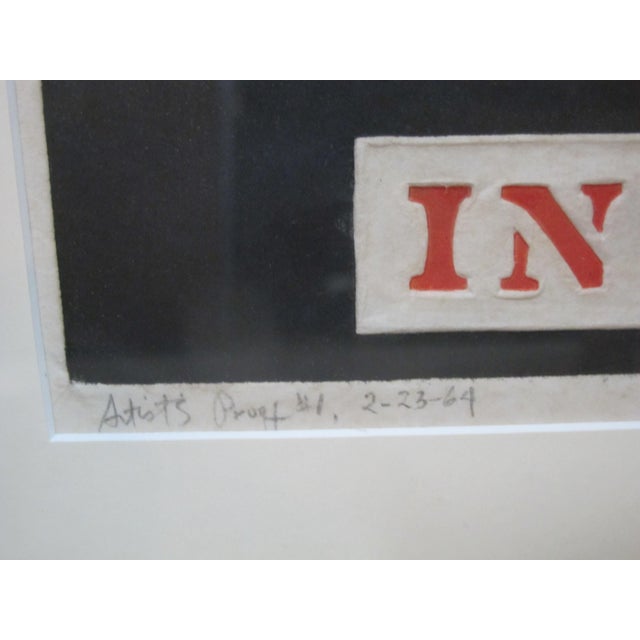 IN
Artist's Proof #1, 2-23-64